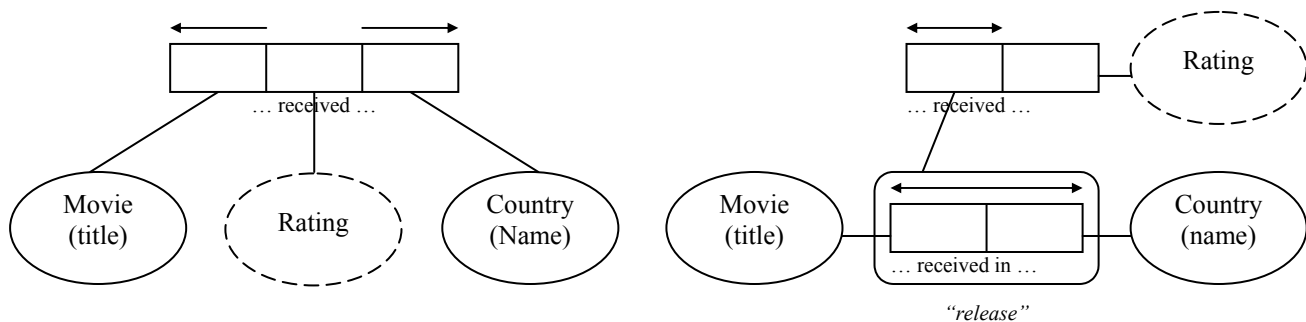 … received …
Movie
(title)
Rating
Country
(Name)
Rating
… received …
Movie
(title)
… received in …
Country
(name)
“release”